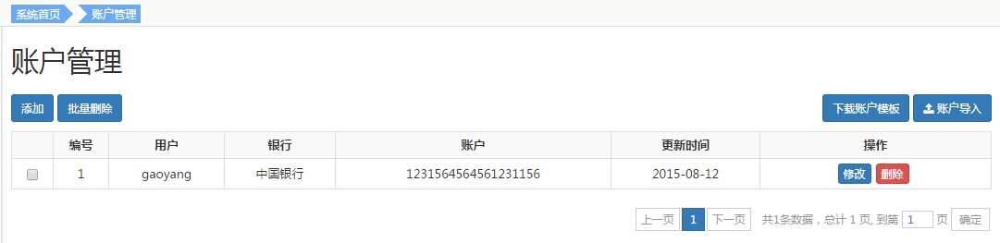 系统首页 账户管理
账户管理
添加 批量删除 下载账户模板 账户导入
编号 用户 银行 账户 更新时间 操作
1 gaoyang 中国银行 1231564564561231156 2015-08-12 修改 删除
上一页 1 下一页 共1条数据，总计 1 页, 到第 1 页 确定